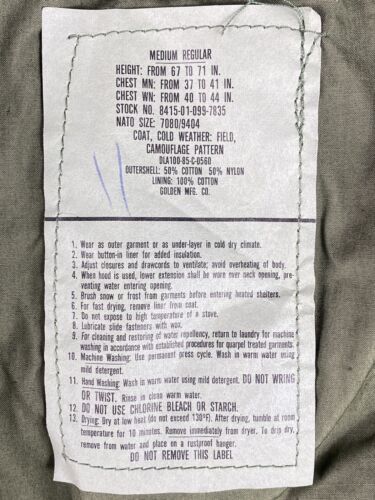 MEDIUM REGULAR
HEIGHT: FROM 67 TO 71 IN.
CHEST MN: FROM 37 TO 41 IN.
CHEST WN: FROM 40 TO 44 IN.
STOCK NO. 8415-01-099-7835
NATO SIZE: 7080/9404
COAT, COLD WEATHER: FIELD,
CAMOUFLAGE PATTERN
DLA100-85-C-0560
OUTERSHELL: 50% COTTON 50% NYLON
LINING: 100% COTTON
GOLDEN MFG. CO.
11
1. Wear as outer garment or as under-layer in cold dry climate.
2. Wear button-in liner for added insulation.
3. Adjust closures and drawcords to ventilate; avoid overheating of body.
4. When hood is used, lower extension shall be worn over neck opening, pre-
venting water entering opening.
5. Brush snow or frost from garments before entering heated shelters.
6. For fast drying, remove liner from coat.
7. Do not expose to high temperature of a stove.
8. Lubricate slide fasteners with wax.
9. For cleaning and restoring of water repellency, return to laundry for machine
washing in accordance with established procedures for quarpel treated garments.
10. Machine Washing: Use permanent press cycle. Wash in warm water using
mild detergent.
11. Hand Washing: Wash in warm water using mild detergent. DO NOT WRING
OR TWIST. Rinse in clean warm water.
12. DO NOT USE CHLORINE BLEACH OR STARCH.
13. Drying: Dry at low heat (do not exceed 130°F). After drying, tumble at room
temperature for 10 minutes. Remove immediately from dryer. To drip dry,
remove from water and place on a rustproof hanger.
DO NOT REMOVE THIS LABEL